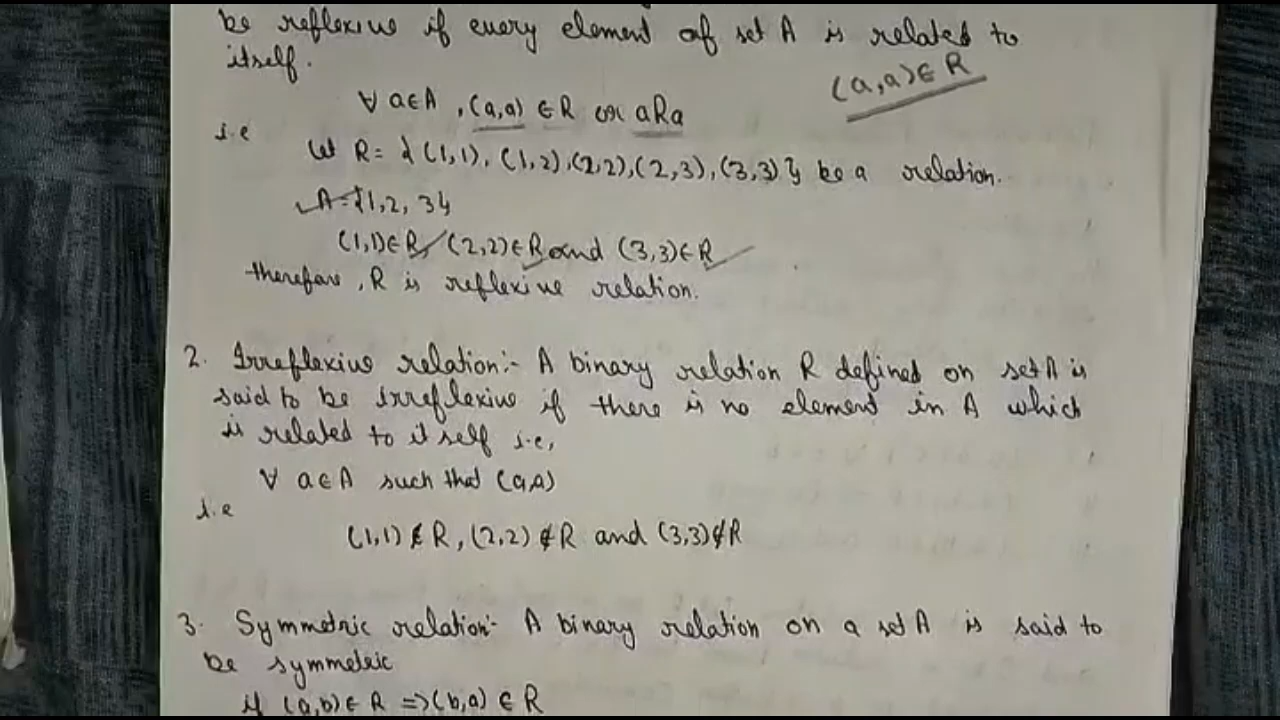 be reflexive if every element of set A is related to
itself.
(a,a)∈R
∀ a∈A, (a,a) ∈R or aRa
i.e
let R= { (1,1), (1,2), (2,2), (2,3), (3,3)} be a relation.
A={1,2, 3}
(1,1)∈R, (2,2)∈R and (3,3)∈R
therefore, R is reflexive relation.
2. Irreflexive relation:- A binary relation R defined on set A is
said to be irreflexive if there is no element in A which
is related to itself i.e,
∀ a∈A such that (a,a)
i.e
(1,1)∉R, (2,2)∉R and (3,3)∉R
3. Symmetric relation:- A binary relation on a set A is said to
be symmetric
if (a,b)∈ R =>(b,a) ∈ R